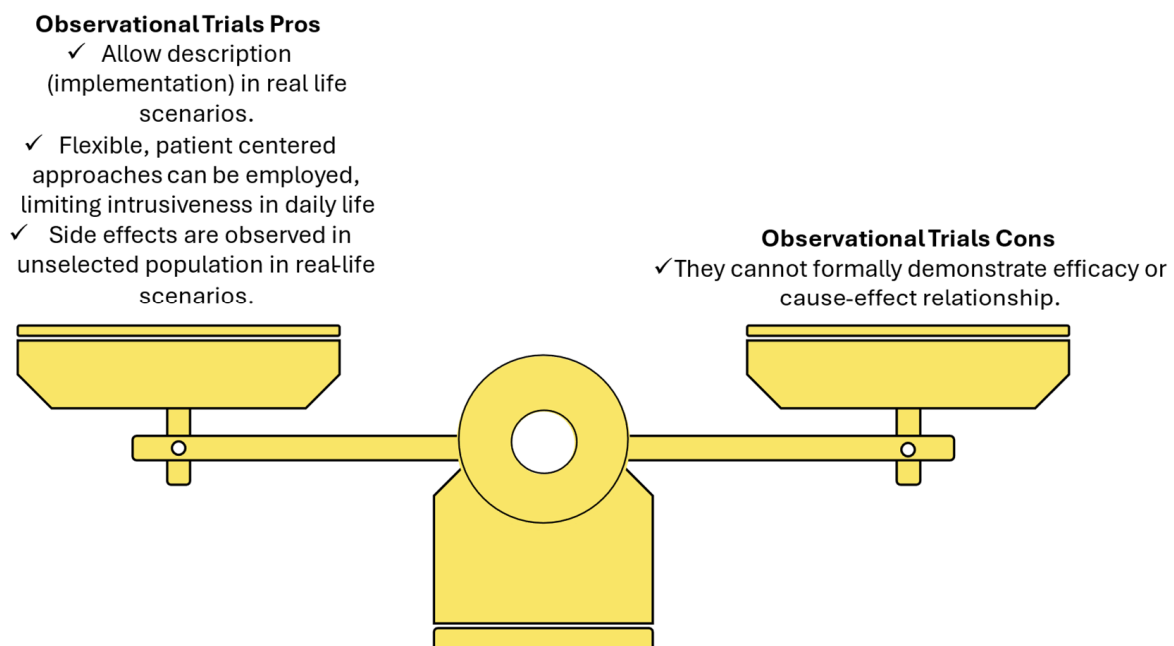 Observational Trials Pros
✓ Allow description
(implementation) in real life
scenarios.
✓ Flexible, patient centered
approaches can be employed,
limiting intrusiveness in daily life
✓ Side effects are observed in
unselected population in real-life
scenarios.
Observational Trials Cons
✓They cannot formally demonstrate efficacy or
cause-effect relationship.